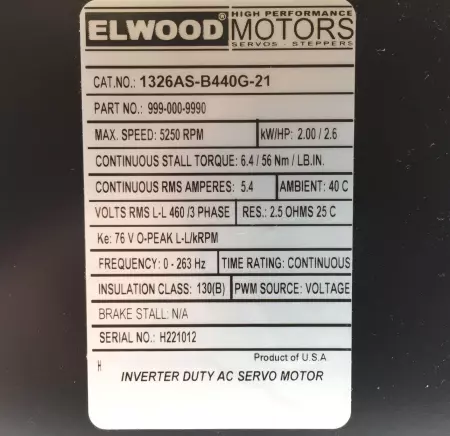 HIGH PERFORMANCE
ELWOOD® MOTORS
SERVOS - STEPPERS
CAT.NO.: 1326AS-B440G-21
PART NO.: 999-000-9990
MAX. SPEED: 5250 RPM kW/HP: 2.00 / 2.6
CONTINUOUS STALL TORQUE: 6.4 / 56 Nm / LB.IN.
CONTINUOUS RMS AMPERES: 5.4 AMBIENT: 40 C
VOLTS RMS L-L 460 /3 PHASE RES.: 2.5 OHMS 25 C
Ke: 76 V O-PEAK L-L/kRPM
FREQUENCY: 0 - 263 Hz TIME RATING: CONTINUOUS
INSULATION CLASS: 130(B) PWM SOURCE: VOLTAGE
BRAKE STALL: N/A
SERIAL NO.: H221012
Product of U.S.A
H
INVERTER DUTY AC SERVO MOTOR